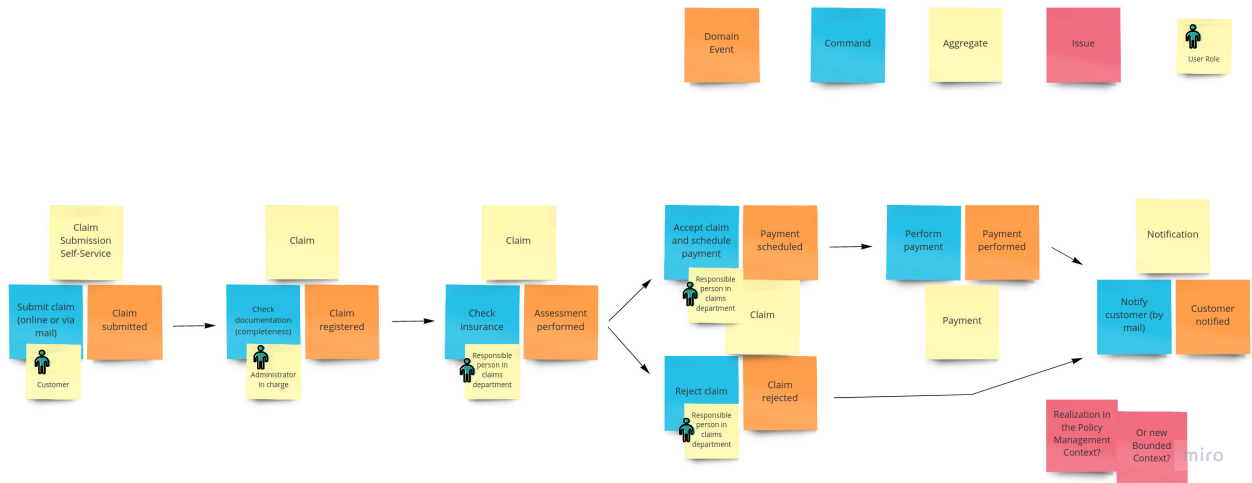 Domain
Event
Command
Aggregate
Issue
User Role
Claim
Submission
Self-Service
Submit claim
(online or via
mail)
Claim
submitted
Customer
Claim
Check
documentation
(completeness)
Claim
registered
Administrator
in charge
Claim
Check
insurance
Assessment
performed
Responsible
person in
claims
department
Accept claim
and schedule
payment
Payment
scheduled
Responsible
person in
claims
department
Claim
Reject claim
Claim
rejected
Responsible
person in
claims
department
Perform
payment
Payment
performed
Payment
Notification
Notify
customer (by
mail)
Customer
notified
Realization in
the Policy
Management
Context?
Or new
Bounded
Context?
miro